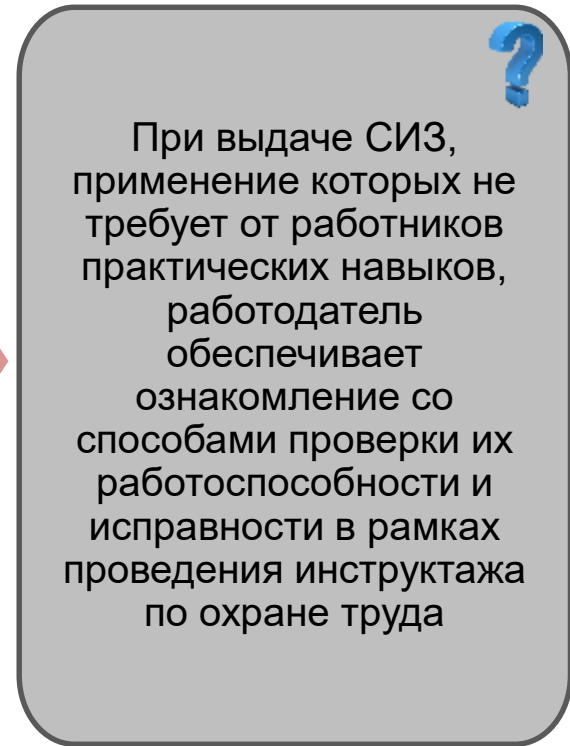 При выдаче СИЗ,
применение которых не
требует от работников
практических навыков,
работодатель
обеспечивает
ознакомление со
способами проверки их
работоспособности и
исправности в рамках
проведения инструктажа
по охране труда